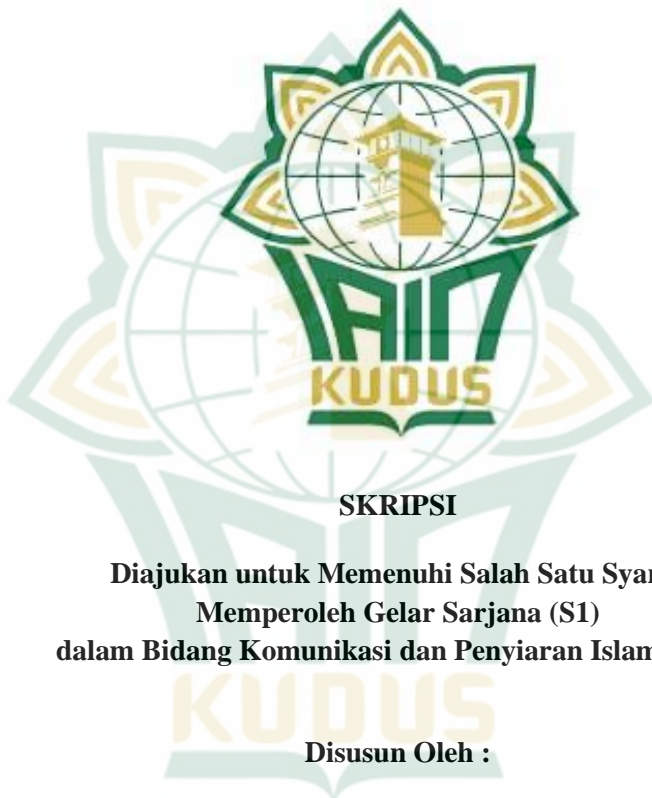 IAIN
KUDUS
SKRIPSI
Diajukan untuk Memenuhi Salah Satu
Memperoleh Gelar Sarjana (S1)
dalam Bidang Komunikasi dan Penyiaran Islam
KUDUS
Disusun Oleh :